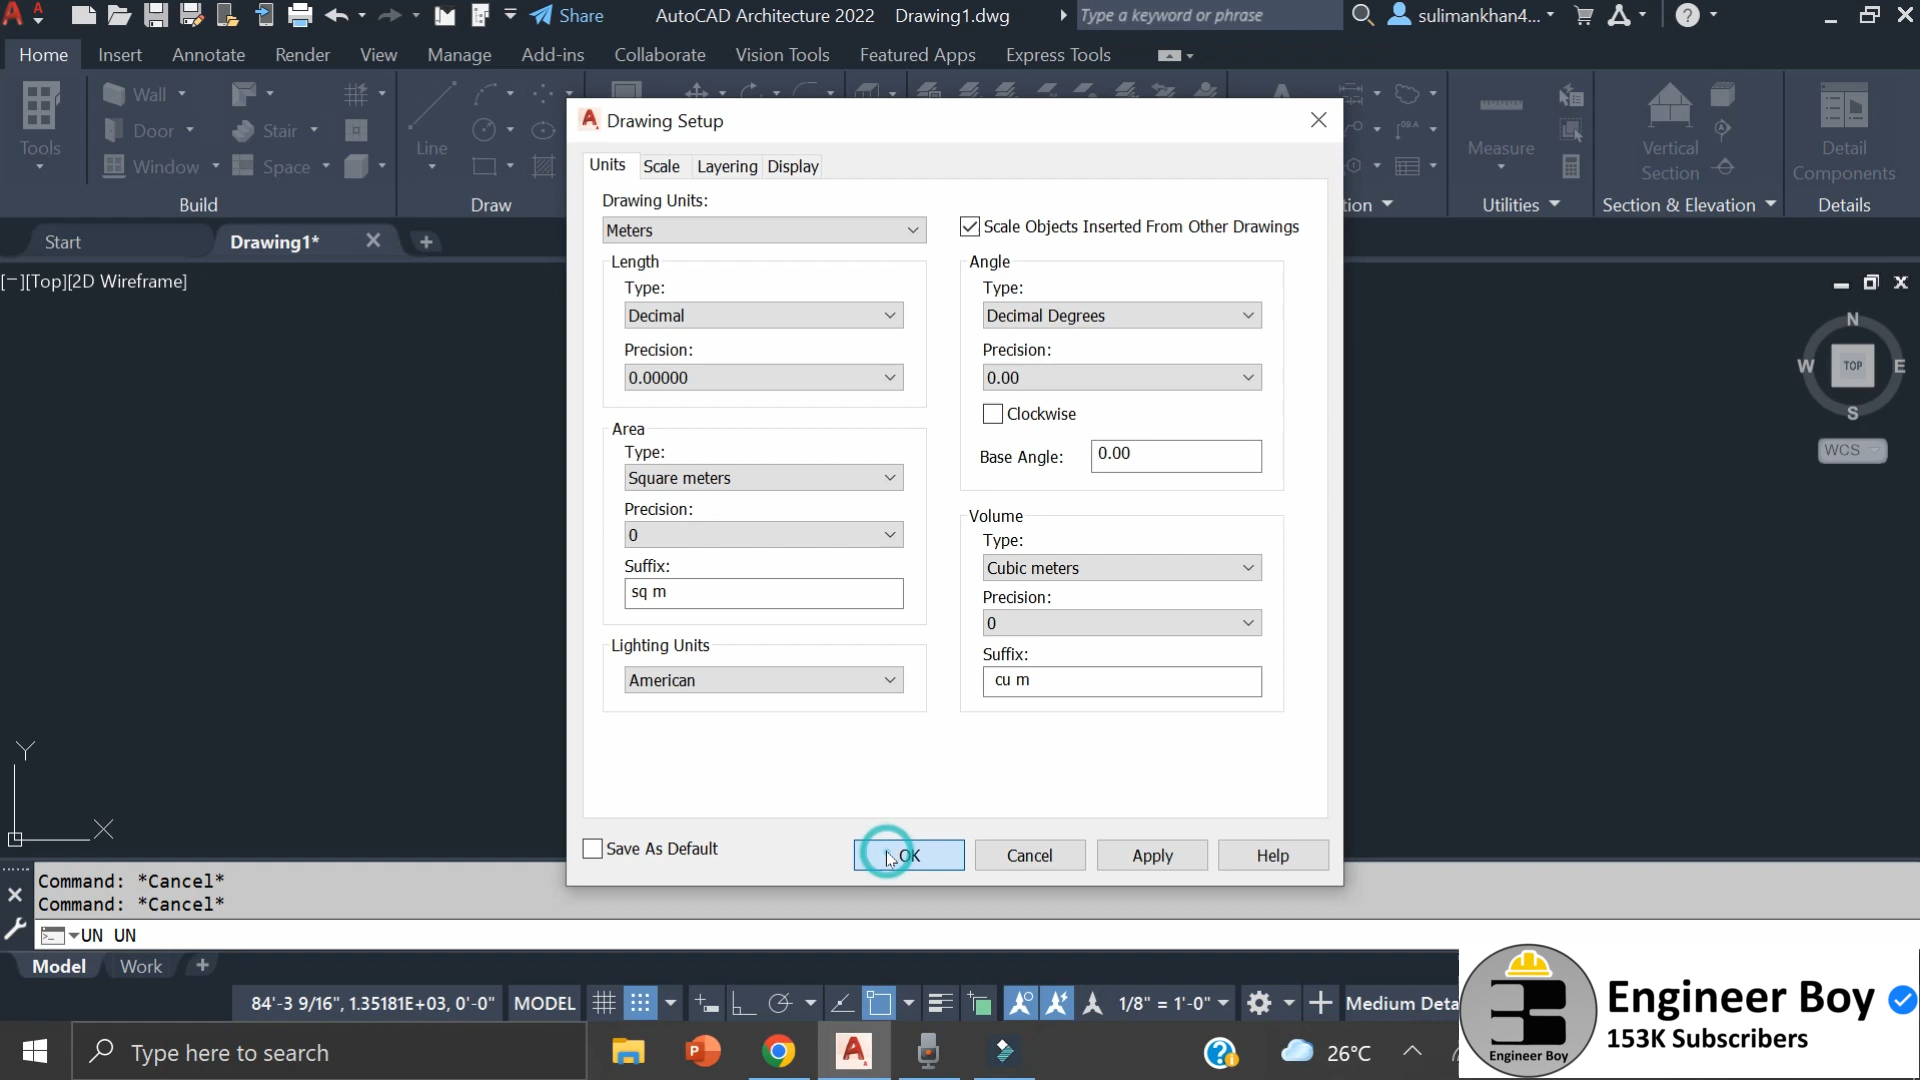 Share
AutoCAD Architecture 2022 Drawing1.dwg
Type a keyword or phrase
sulimankhan4...
Home Insert Annotate Render View Manage Add-ins Collaborate Vision Tools Featured Apps Express Tools
Tools
Wall
Door
Window
Stair
Space
Line
Measure
Vertical
Section
Detail
Components
Build
Draw
tion
Utilities
Section & Elevation
Details
Start
Drawing1*
[−][Top][2D Wireframe]
N
W
TOP
E
S
WCS
Y
X
Drawing Setup
Units Scale Layering Display
Drawing Units:
Meters
Scale Objects Inserted From Other Drawings
Length
Type:
Decimal
Precision:
0.00000
Angle
Type:
Decimal Degrees
Precision:
0.00
Clockwise
Base Angle: 0.00
Area
Type:
Square meters
Precision:
0
Suffix:
sq m
Volume
Type:
Cubic meters
Precision:
0
Suffix:
cu m
Lighting Units
American
Save As Default
OK
Cancel
Apply
Help
Command: *Cancel*
Command: *Cancel*
UN UN
Model Work
84'-3 9/16", 1.35181E+03, 0'-0" MODEL
1/8" = 1'-0"
Medium Deta
Type here to search
26°C
Engineer Boy
Engineer Boy
153K Subscribers